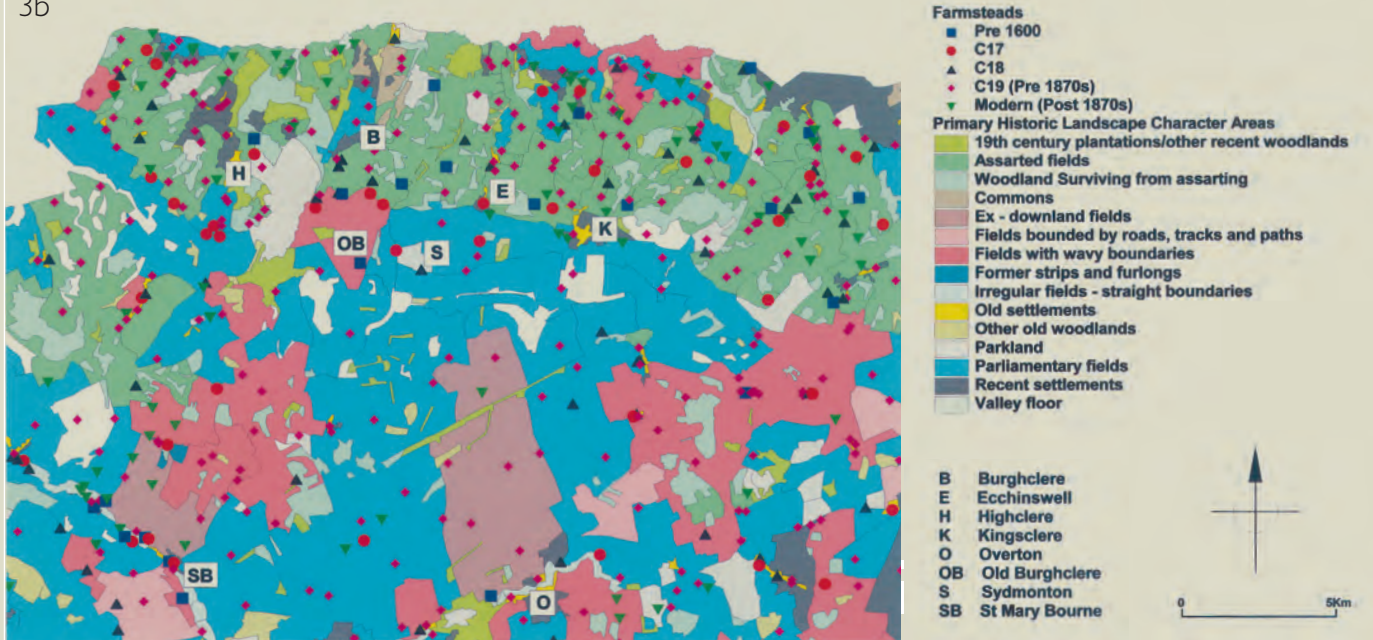 3b
B
H
E
K
OB
S
SB
O
Farmsteads
Pre 1600
C17
C18
C19 (Pre 1870s)
Modern (Post 1870s)
Primary Historic Landscape Character Areas
19th century plantations/other recent woodlands
Assarted fields
Woodland Surviving from assarting
Commons
Ex - downland fields
Fields bounded by roads, tracks and paths
Fields with wavy boundaries
Former strips and furlongs
Irregular fields - straight boundaries
Old settlements
Other old woodlands
Parkland
Parliamentary fields
Recent settlements
Valley floor
B Burghclere
E Ecchinswell
H Highclere
K Kingsclere
O Overton
OB Old Burghclere
S Sydmonton
SB St Mary Bourne
0 5Km